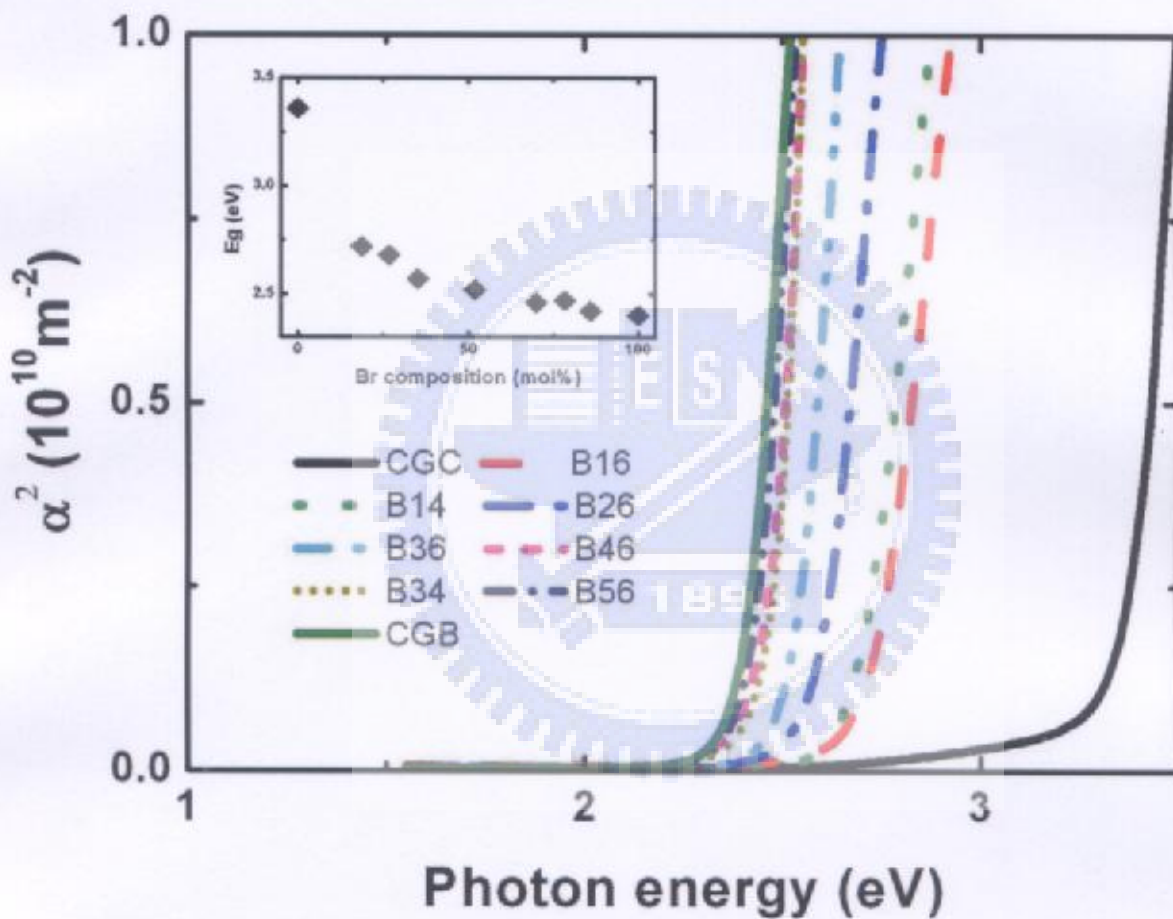 1.0
0.5
0.0
α² (10¹⁰m⁻²)
3.5
3.0
2.5
Eg (eV)
0 50 100
Br composition (mol%)
CGC B16
B14 B26
B36 B46
B34 B56
CGB
ES
1896
1 2 3
Photon energy (eV)